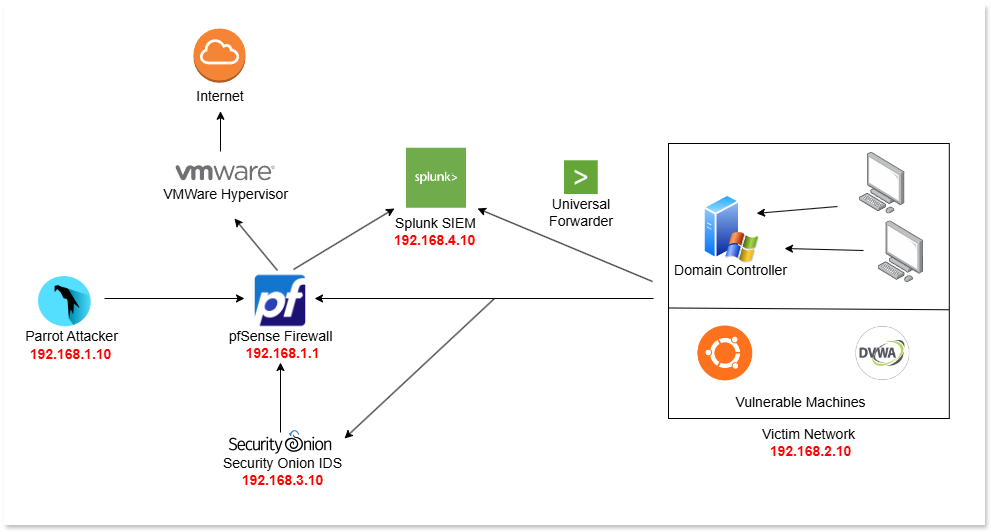 Internet
vmware®
VMWare Hypervisor
splunk>
Splunk SIEM
192.168.4.10
>
Universal
Forwarder
Domain Controller
Parrot Attacker
192.168.1.10
pf
pfSense Firewall
192.168.1.1
DVWA
Vulnerable Machines
Security Onion
Security Onion IDS
192.168.3.10
Victim Network
192.168.2.10